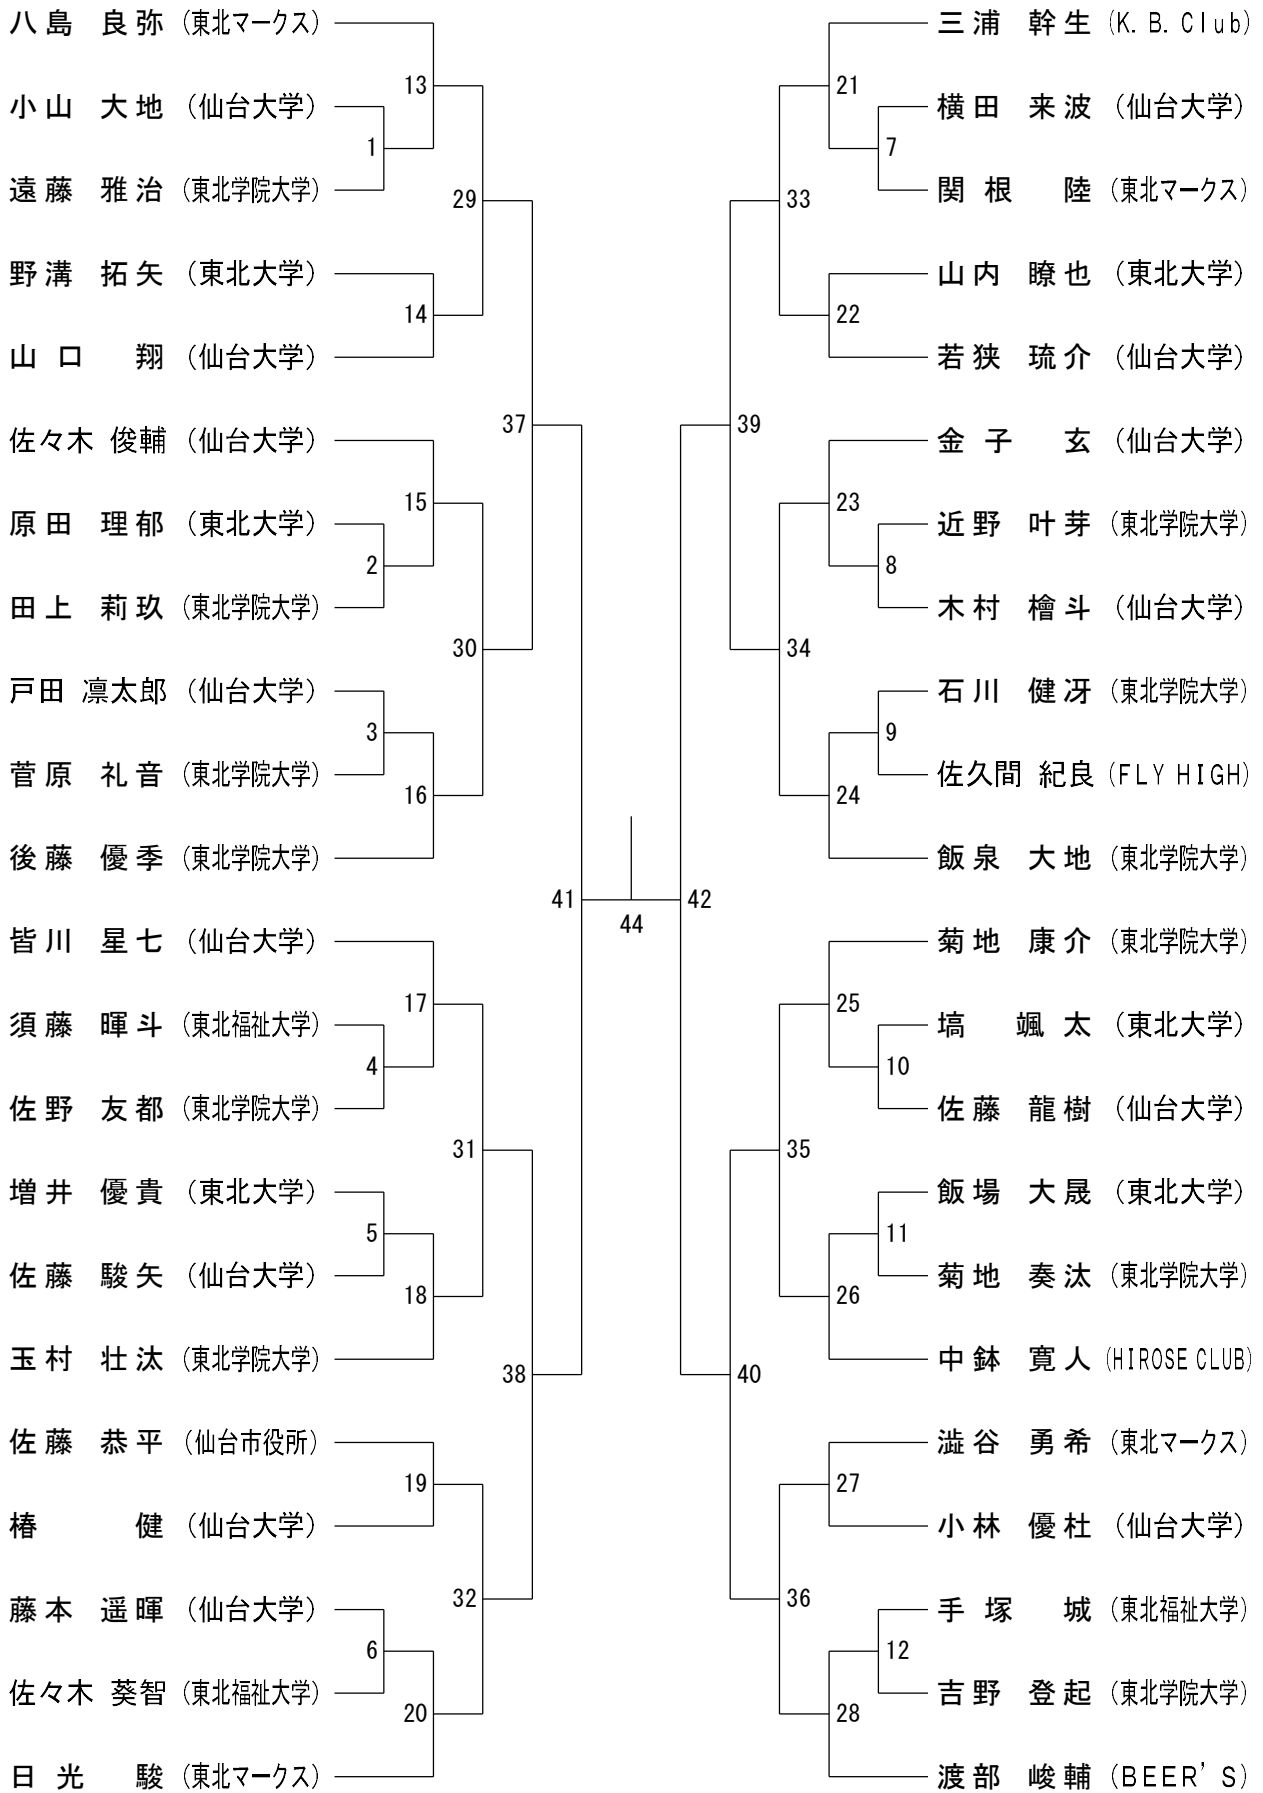 八島 良弥 (東北マークス)
13
小山 大地 (仙台大学)
1
遠藤 雅治 (東北学院大学)
29
野溝 拓矢 (東北大学)
14
山口 翔 (仙台大学)
37
佐々木 俊輔 (仙台大学)
15
原田 理郁 (東北大学)
2
田上 莉玖 (東北学院大学)
30
戸田 凛太郎 (仙台大学)
3
菅原 礼音 (東北学院大学)
16
後藤 優季 (東北学院大学)
41
皆川 星七 (仙台大学)
17
須藤 暉斗 (東北福祉大学)
4
佐野 友都 (東北学院大学)
31
増井 優貴 (東北大学)
5
佐藤 駿矢 (仙台大学)
18
玉村 壮汰 (東北学院大学)
38
佐藤 恭平 (仙台市役所)
19
椿 健 (仙台大学)
32
藤本 遥暉 (仙台大学)
6
佐々木 葵智 (東北福祉大学)
20
日光 駿 (東北マークス)
44
三浦 幹生 (K.B.Club)
21
横田 来波 (仙台大学)
7
関根 陸 (東北マークス)
33
山内 瞭也 (東北大学)
22
若狭 琉介 (仙台大学)
39
金子 玄 (仙台大学)
23
近野 叶芽 (東北学院大学)
8
木村 檜斗 (仙台大学)
34
石川 健冴 (東北学院大学)
9
佐久間 紀良 (FLY HIGH)
24
飯泉 大地 (東北学院大学)
42
菊地 康介 (東北学院大学)
25
塙 颯太 (東北大学)
10
佐藤 龍樹 (仙台大学)
35
飯場 大晟 (東北大学)
11
菊地 奏汰 (東北学院大学)
26
中鉢 寛人 (HIROSE CLUB)
40
澁谷 勇希 (東北マークス)
27
小林 優杜 (仙台大学)
36
手塚 城 (東北福祉大学)
12
吉野 登起 (東北学院大学)
28
渡部 峻輔 (BEER'S)